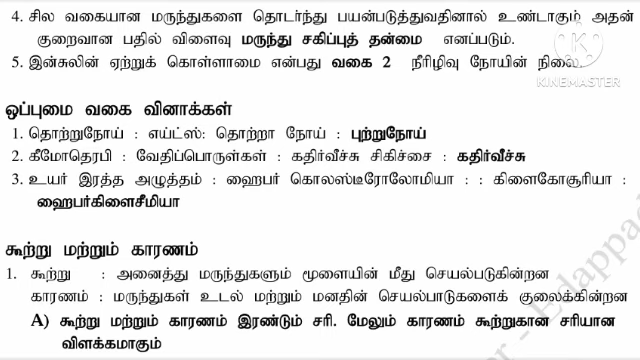 4. சில வகையான மருந்துகளை தொடர்ந்து பயன்படுத்துவதினால் உண்டாகும் அதன்
குறைவான பதில் விளைவு மருந்து சகிப்புத் தன்மை எனப்படும்.
5. இன்சுலின் ஏற்றுக் கொள்ளாமை என்பது வகை 2 நீரிழிவு நோயின் நிலை.
KINEMASTER
ஒப்புமை வகை வினாக்கள்
1. தொற்றுநோய் : எய்ட்ஸ்: தொற்றா நோய் : புற்றுநோய்
2. கீமோதெரபி : வேதிப்பொருள்கள் : கதிர்வீச்சு சிகிச்சை : கதிர்வீச்சு
3. உயர் இரத்த அழுத்தம் : ஹைபர் கொலஸ்டீரோலோமியா : : கிளைகோசூரியா :
ஹைபர்கிளைசீமியா
கூற்று மற்றும் காரணம்
1. கூற்று : அனைத்து மருந்துகளும் மூளையின் மீது செயல்படுகின்றன
காரணம் : மருந்துகள் உடல் மற்றும் மனதின் செயல்பாடுகளைக் குலைக்கின்றன
A) கூற்று மற்றும் காரணம் இரண்டும் சரி. மேலும் காரணம் கூற்றுகான சரியான
விளக்கமாகும்